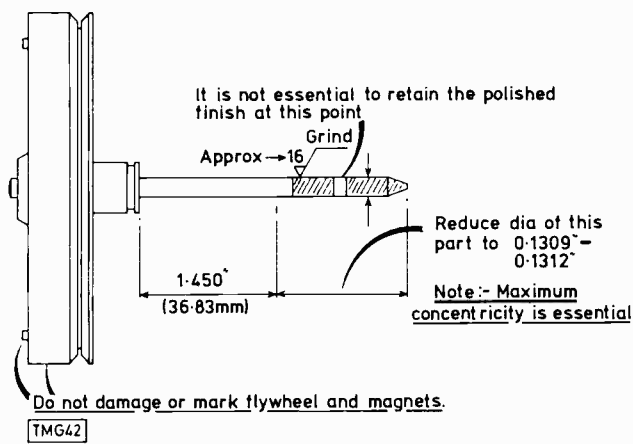 It is not essential to retain the polished
finish at this point
Grind
Approx → 16
Reduce dia of this
part to 0·1309" –
0·1312"
Note:- Maximum
concentricity is essential
1·450"
(36·83mm)
Do not damage or mark flywheel and magnets.
TMG42